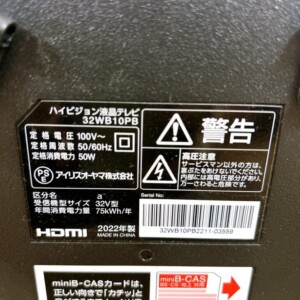 ハイビジョン液晶テレビ
32WB10PB
定格電圧 100V~
定格周波数 50/60Hz
定格消費電力 50W
PSE
アイリスオーヤマ株式会社
区分名 a
受信機型サイズ 32V型
年間消費電力量 75kWh/年
HDMI
2022年製
MADE IN CHINA
警告
高圧注意
サービスマン以外の方は、
裏ぶたをあけないでください。
内部には高電圧部分があり、
万一さわると危険です。
Serial No:
32WB10PB2211-03559
miniB-CASカードは、
正しい向きで「カチッ」と
miniB-CAS